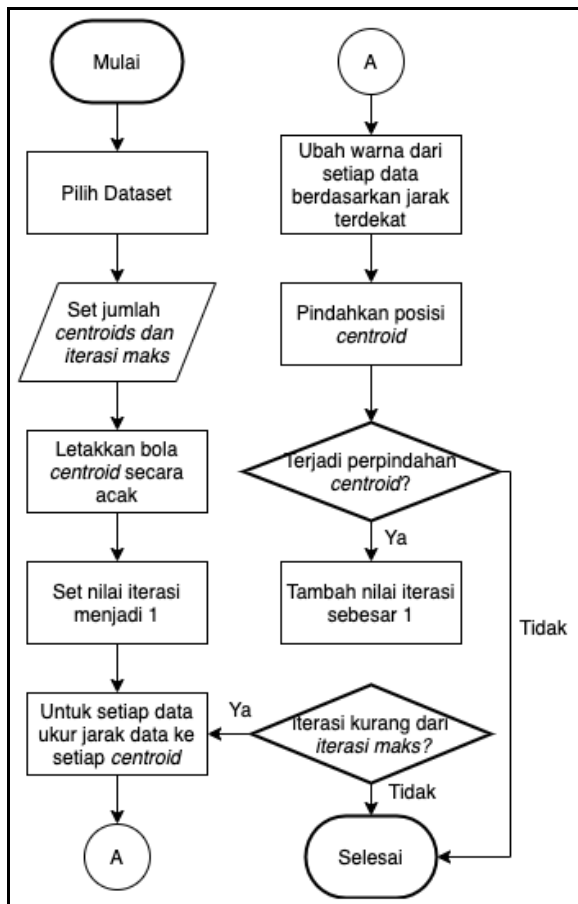 Mulai
Pilih Dataset
Set jumlah
centroids dan
iterasi maks
Letakkan bola
centroid secara
acak
Set nilai iterasi
menjadi 1
Untuk setiap data
ukur jarak data ke
setiap centroid
A
A
Ubah warna dari
setiap data
berdasarkan jarak
terdekat
Pindahkan posisi
centroid
Terjadi perpindahan
centroid?
Ya
Tidak
Tambah nilai iterasi
sebesar 1
Iterasi kurang dari
iterasi maks?
Ya
Tidak
Selesai